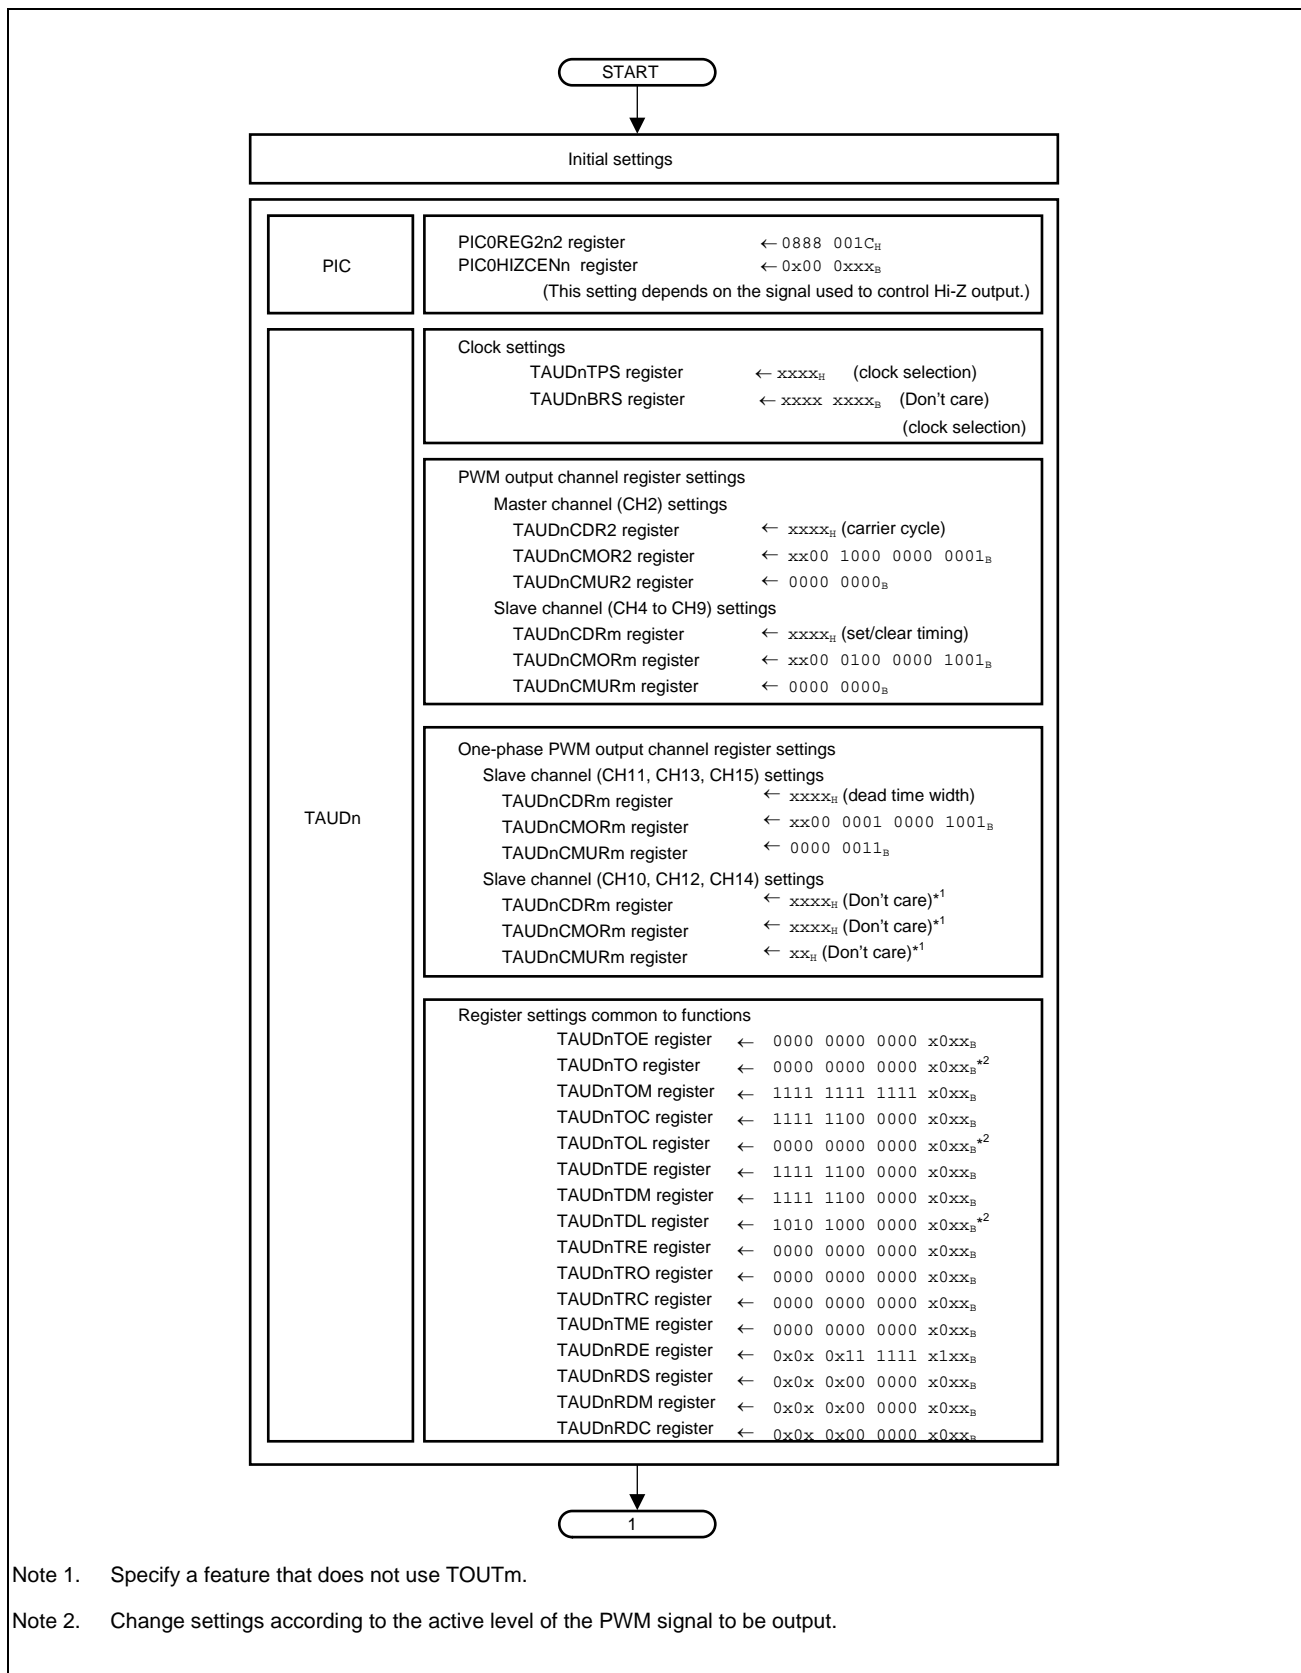 START
Initial settings
PIC
PIC0REG2n2 register ← 0888 001CH
PIC0HIZCENn register ← 0x00 0xxxB
(This setting depends on the signal used to control Hi-Z output.)
TAUDn
Clock settings
TAUDnTPS register ← xxxxH (clock selection)
TAUDnBRS register ← xxxx xxxxB (Don't care)
(clock selection)
PWM output channel register settings
Master channel (CH2) settings
TAUDnCDR2 register ← xxxxH (carrier cycle)
TAUDnCMOR2 register ← xx00 1000 0000 0001B
TAUDnCMUR2 register ← 0000 0000B
Slave channel (CH4 to CH9) settings
TAUDnCDRm register ← xxxxH (set/clear timing)
TAUDnCMORm register ← xx00 0100 0000 1001B
TAUDnCMURm register ← 0000 0000B
One-phase PWM output channel register settings
Slave channel (CH11, CH13, CH15) settings
TAUDnCDRm register ← xxxxH (dead time width)
TAUDnCMORm register ← xx00 0001 0000 1001B
TAUDnCMURm register ← 0000 0011B
Slave channel (CH10, CH12, CH14) settings
TAUDnCDRm register ← xxxxH (Don't care)*1
TAUDnCMORm register ← xxxxH (Don't care)*1
TAUDnCMURm register ← xxH (Don't care)*1
Register settings common to functions
TAUDnTOE register ← 0000 0000 0000 x0xxB
TAUDnTO register ← 0000 0000 0000 x0xxB*2
TAUDnTOM register ← 1111 1111 1111 x0xxB
TAUDnTOC register ← 1111 1100 0000 x0xxB
TAUDnTOL register ← 0000 0000 0000 x0xxB*2
TAUDnTDE register ← 1111 1100 0000 x0xxB
TAUDnTDM register ← 1111 1100 0000 x0xxB
TAUDnTDL register ← 1010 1000 0000 x0xxB*2
TAUDnTRE register ← 0000 0000 0000 x0xxB
TAUDnTRO register ← 0000 0000 0000 x0xxB
TAUDnTRC register ← 0000 0000 0000 x0xxB
TAUDnTME register ← 0000 0000 0000 x0xxB
TAUDnRDE register ← 0x0x 0x11 1111 x1xxB
TAUDnRDS register ← 0x0x 0x00 0000 x0xxB
TAUDnRDM register ← 0x0x 0x00 0000 x0xxB
TAUDnRDC register ← 0x0x 0x00 0000 x0xxB
1
Note 1. Specify a feature that does not use TOUTm.
Note 2. Change settings according to the active level of the PWM signal to be output.